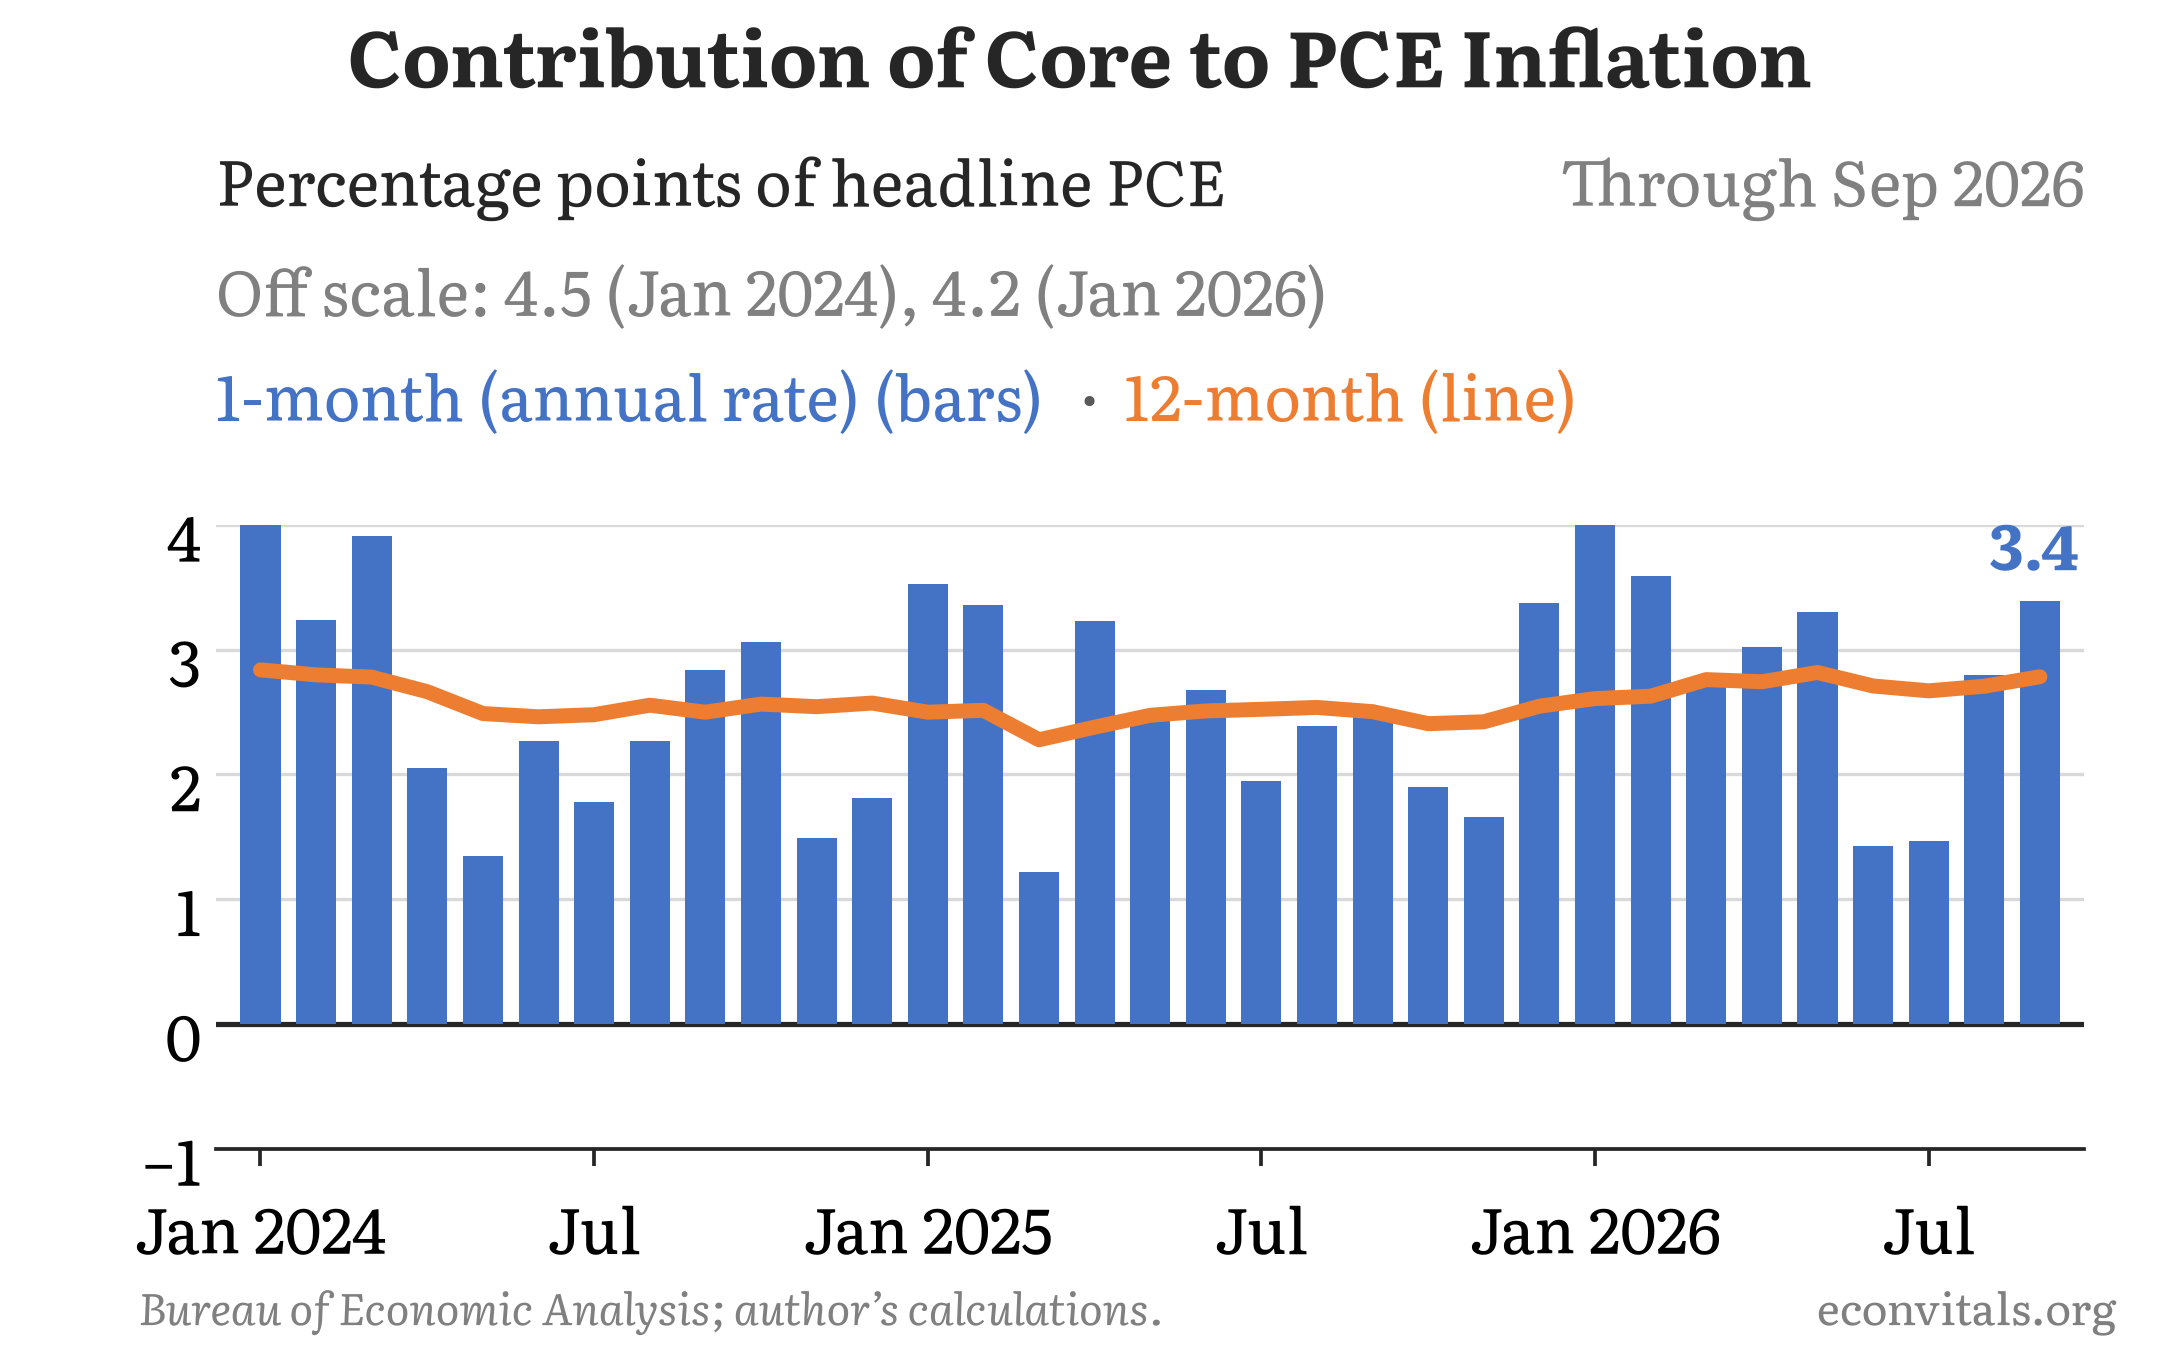 Contribution of Core to PCE Inflation
Percentage points of headline PCE
Through Sep 2026
Off scale: 4.5 (Jan 2024), 4.2 (Jan 2026)
1-month (annual rate) (bars) · 12-month (line)
4
3.4
3
2
1
0
−1
Jan 2024 Jul Jan 2025 Jul Jan 2026 Jul
Bureau of Economic Analysis; author’s calculations.
econvitals.org